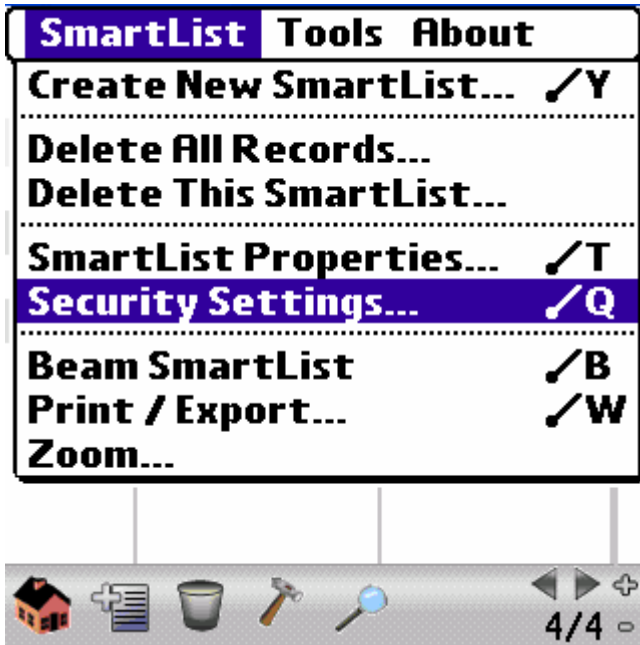 SmartList Tools About
Create New SmartList... Y
Delete All Records...
Delete This SmartList...
SmartList Properties... T
Security Settings... Q
Beam SmartList B
Print / Export... W
Zoom...
4/4